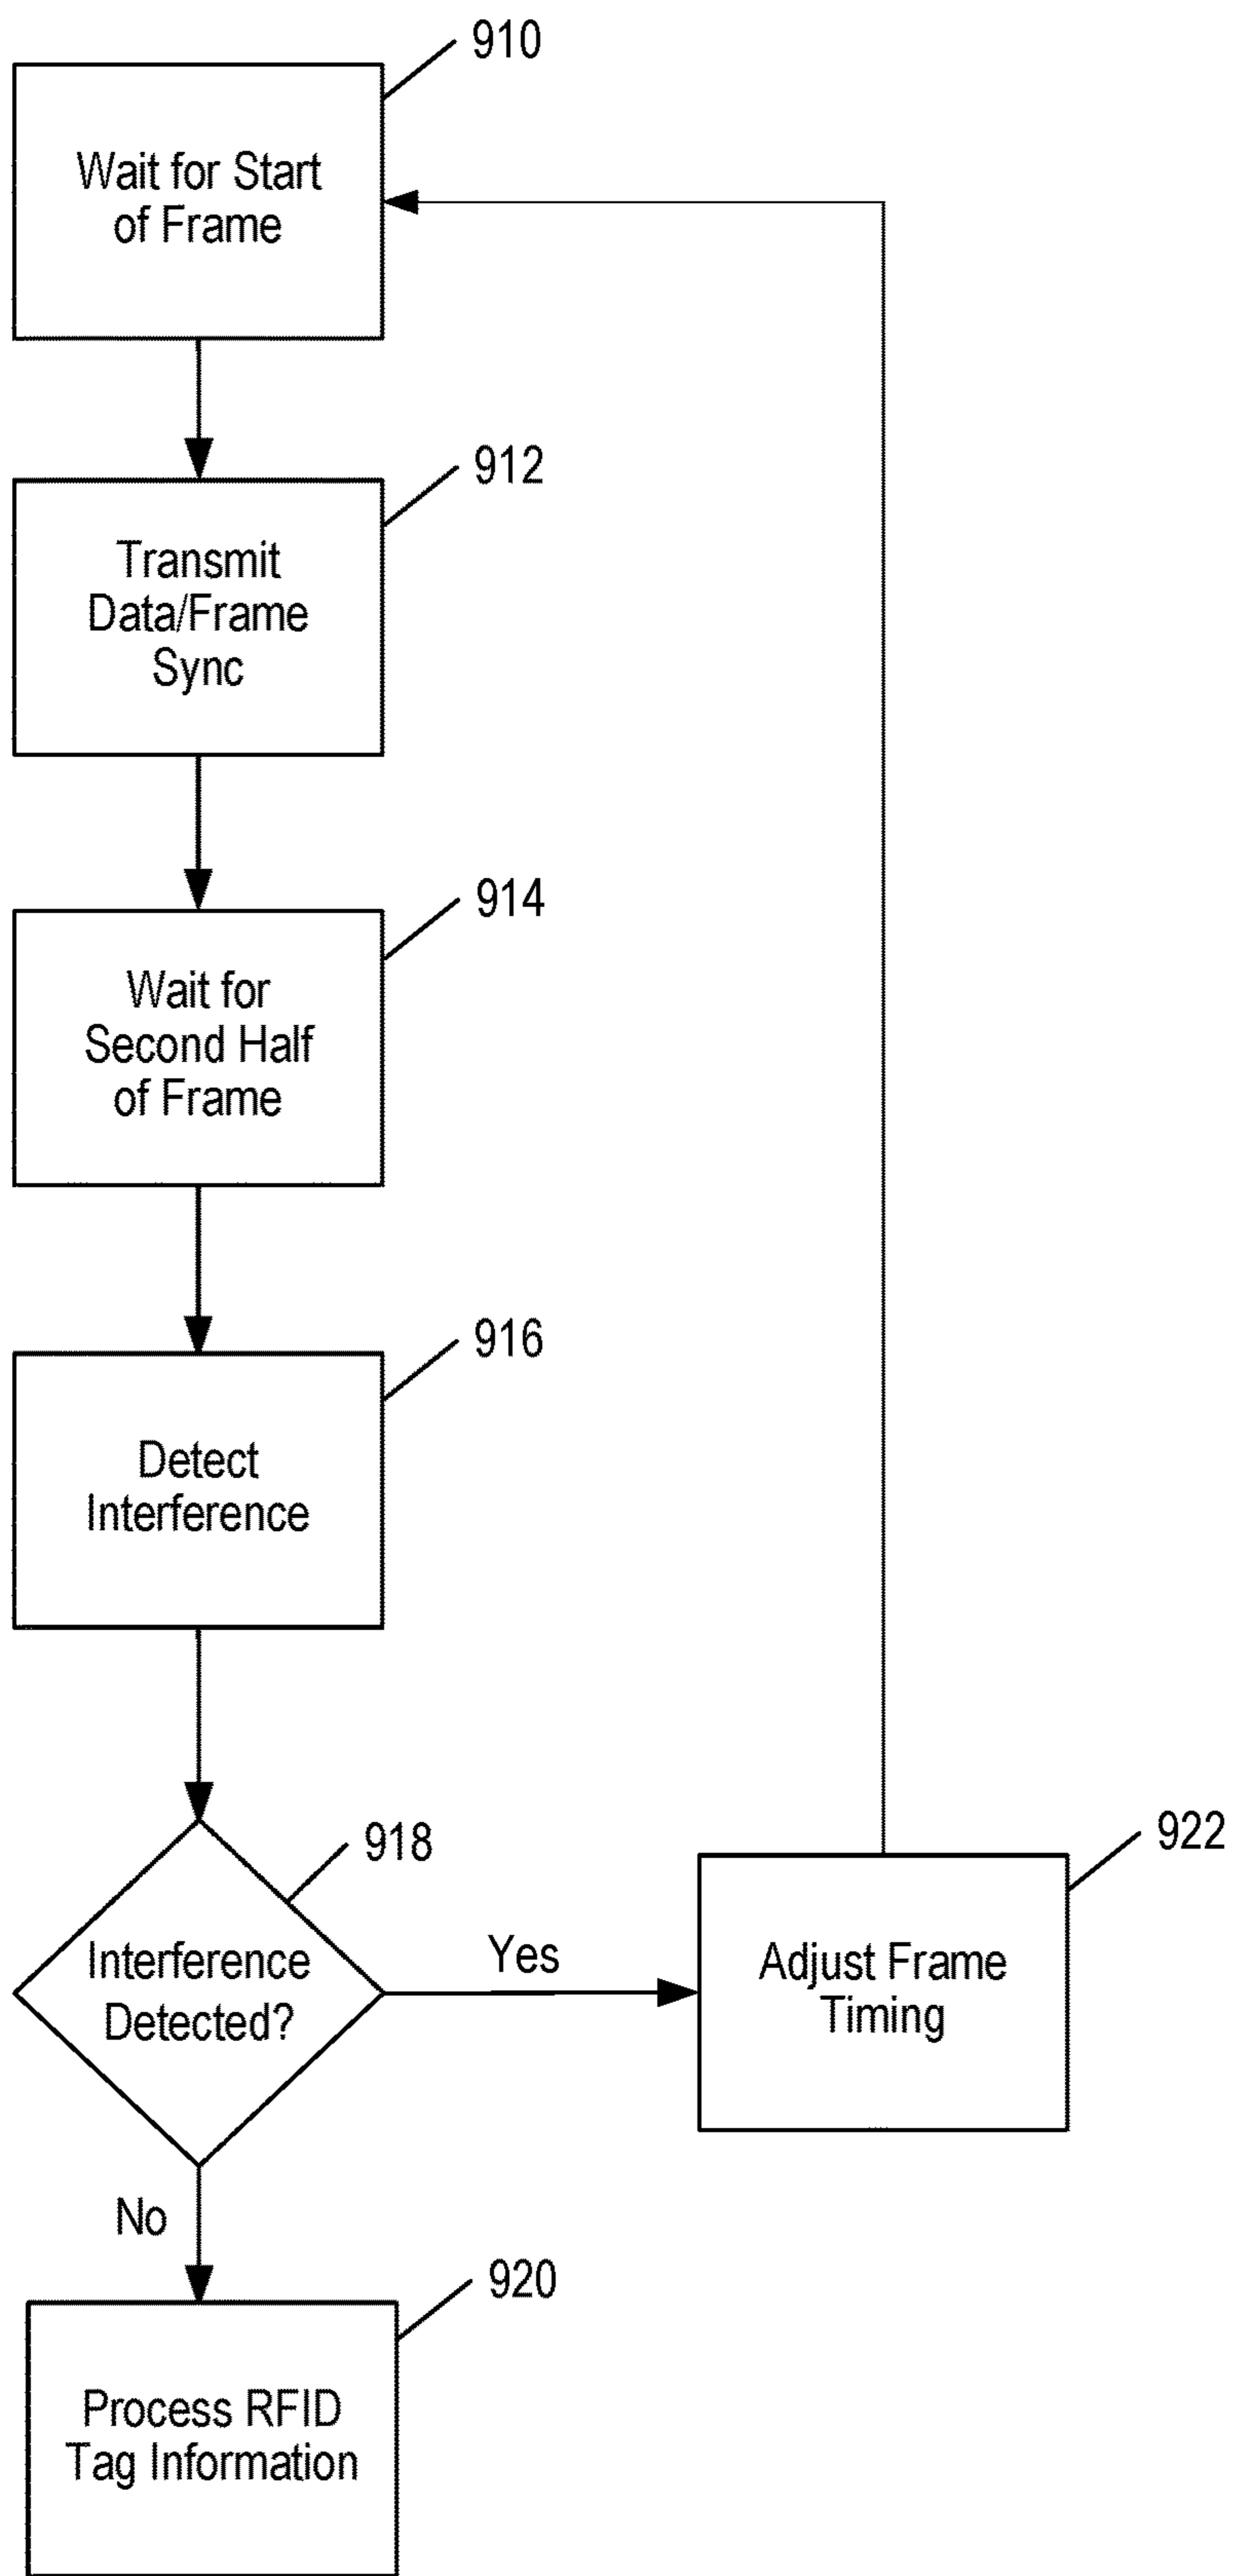 910
Wait for Start
of Frame
912
Transmit
Data/Frame
Sync
914
Wait for
Second Half
of Frame
916
Detect
Interference
918
Interference
Detected?
Yes
922
Adjust Frame
Timing
No
920
Process RFID
Tag Information